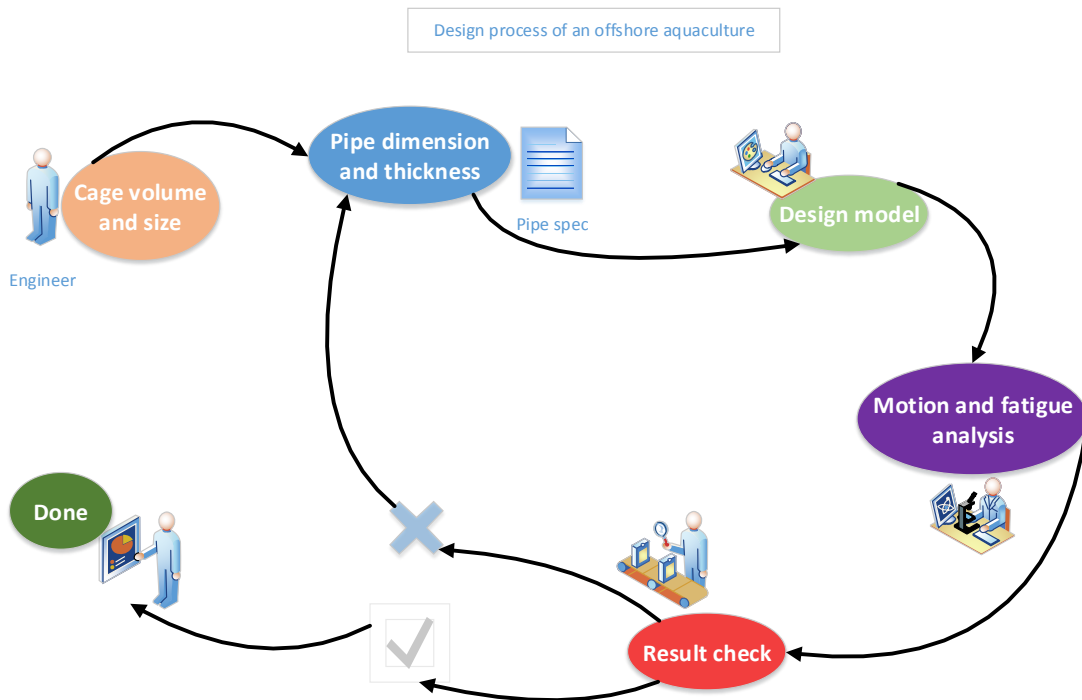 Design process of an offshore aquaculture
Pipe dimension
and thickness
Cage volume
and size
Design model
Pipe spec
Engineer
Motion and fatigue
analysis
Done
Result check